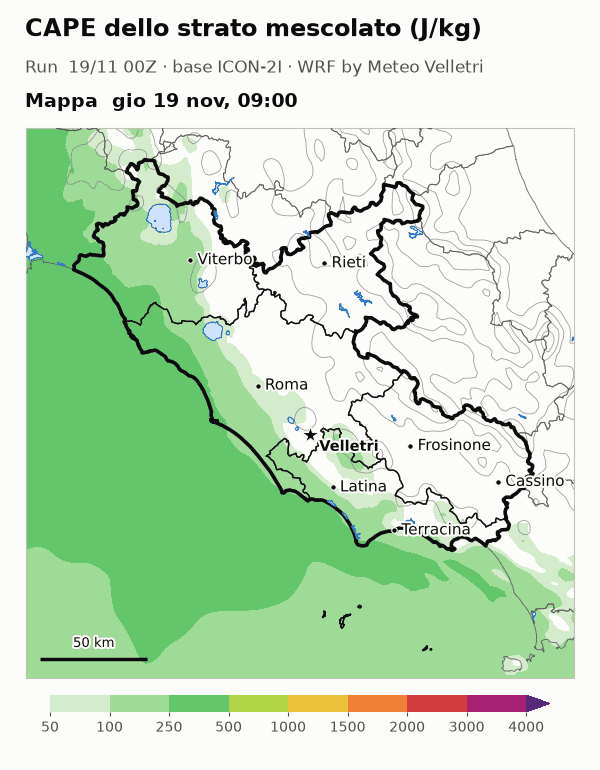 CAPE dello strato mescolato (J/kg)
Run  19/11 00Z · base ICON-2I · WRF by Meteo Velletri
Mappa  gio 19 nov, 09:00
Viterbo
Rieti
Roma
Velletri
Frosinone
Latina
Cassino
Terracina
50 km
50 100 250 500 1000 1500 2000 3000 4000